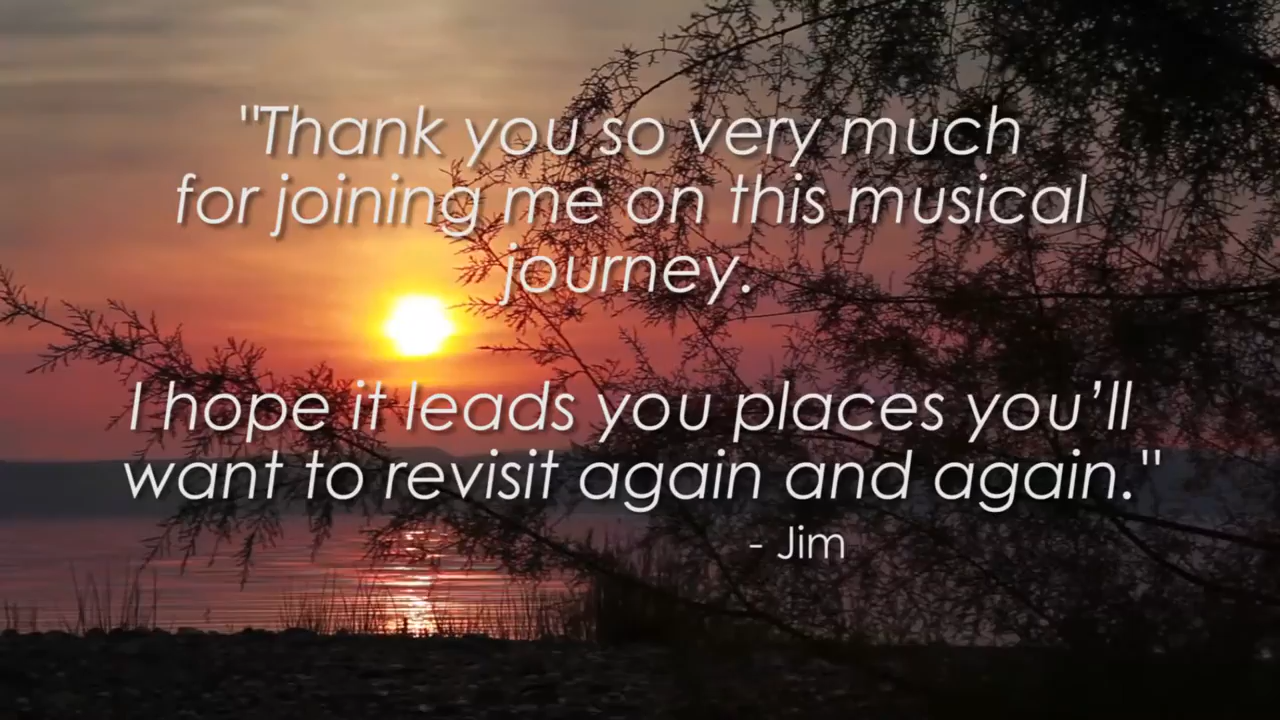 "Thank you so very much
for joining me on this musical
journey.
I hope it leads you places you’ll
want to revisit again and again."
- Jim